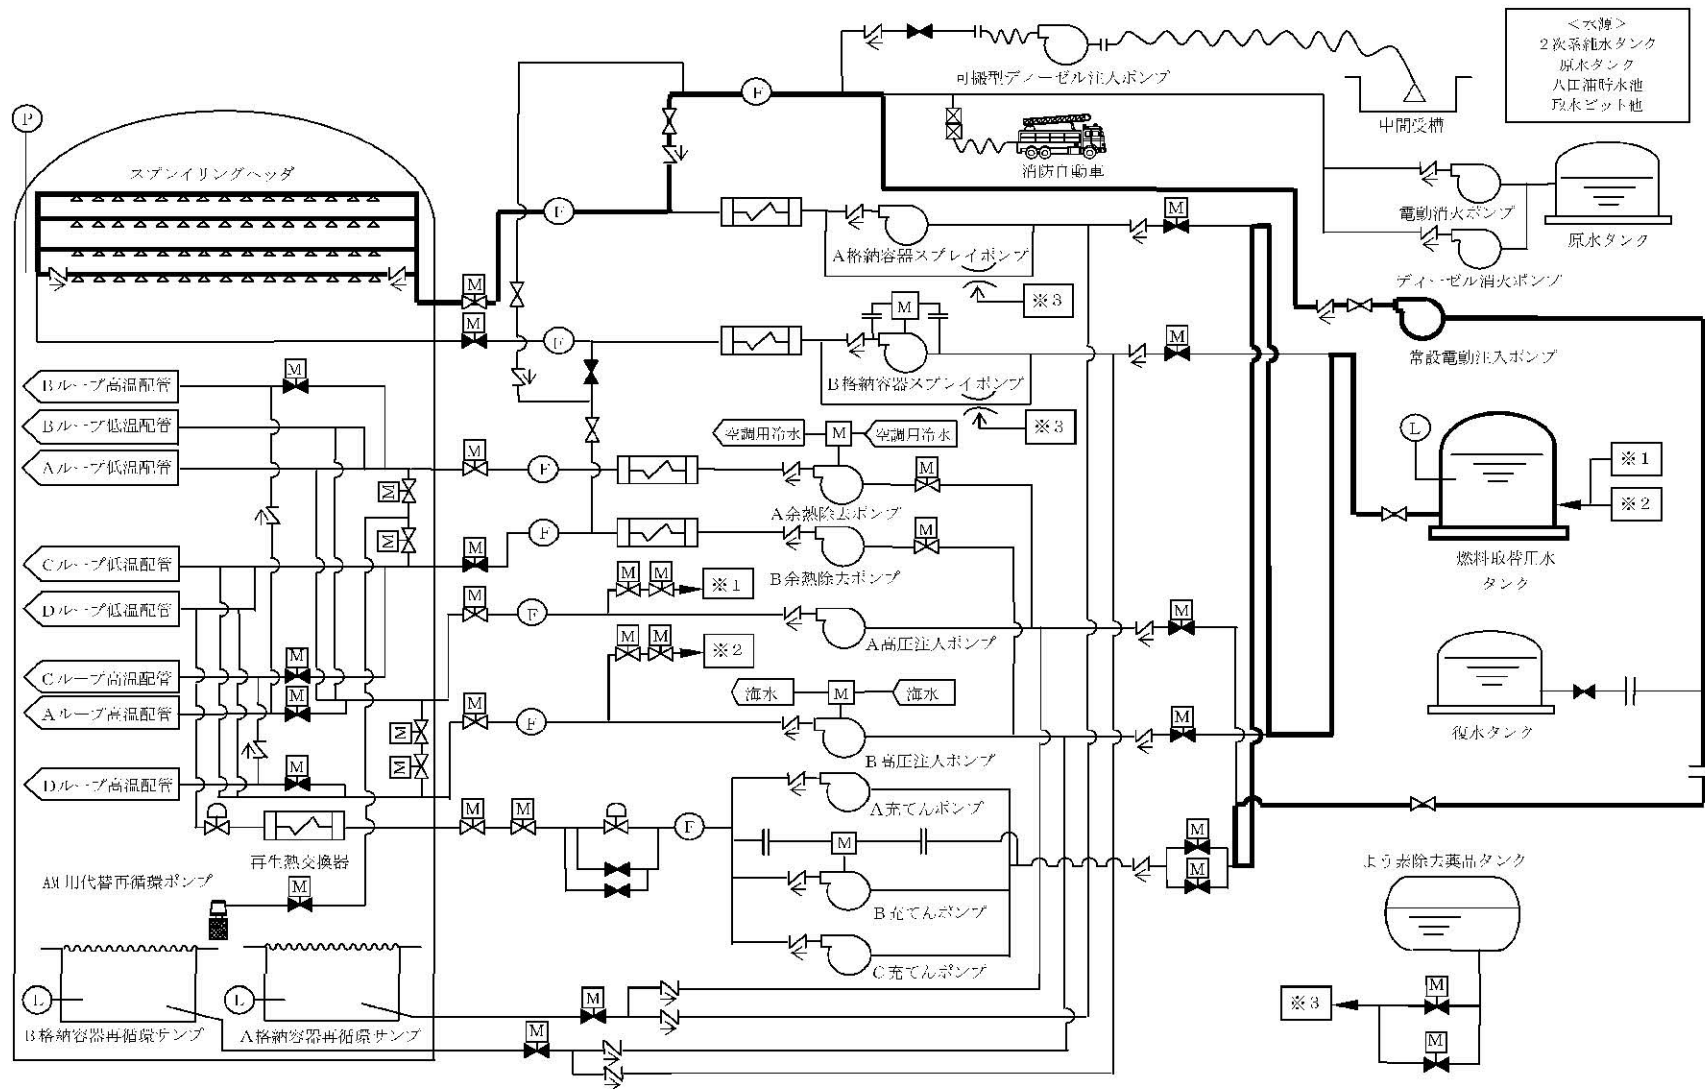 ＜水源＞
2次系純水タンク
原水タンク
八田浦貯水池
取水ピット他
可搬型ディーゼル注入ポンプ
中間受槽
消防自動車
P
F
スプレイリングヘッダ
電動消火ポンプ
原水タンク
M
F
A格納容器スプレイポンプ
ディーゼル消火ポンプ
M
※3
M
M
F
M
常設電動注入ポンプ
Bループ高温配管
M
B格納容器スプレイポンプ
※3
L
Bループ低温配管
空調用冷水
M
空調用冷水
Aループ低温配管
M
F
M
※1
M
※2
A余熱除去ポンプ
M
F
M
Cループ低温配管
M
燃料取替用水
タンク
B余熱除去ポンプ
M
M
※1
Dループ低温配管
M
F
M
A高圧注入ポンプ
M
M
※2
Cループ高温配管
M
海水
M
海水
Aループ高温配管
M
M
F
M
M
復水タンク
B高圧注入ポンプ
M
Dループ高温配管
M
A充てんポンプ
M
M
F
再生熱交換器
M
M
M
よう素除去薬品タンク
AM用代替再循環ポンプ
M
B充てんポンプ
C充てんポンプ
L
L
M
M
※3
B格納容器再循環サンプ
A格納容器再循環サンプ
M
M